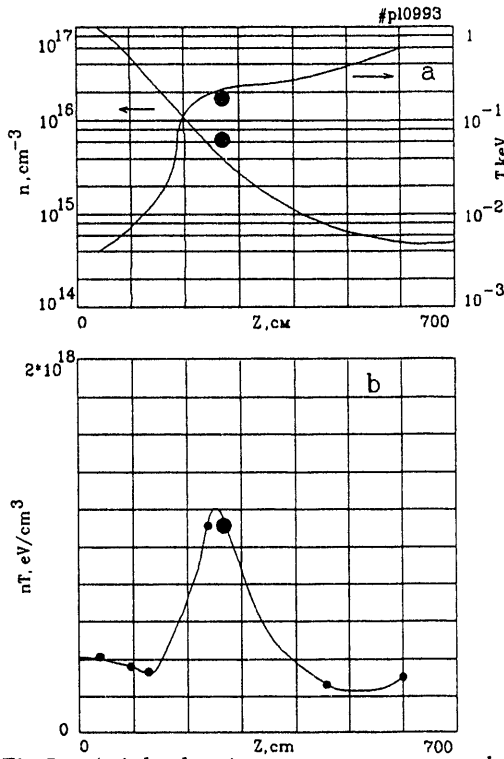 #pl0993
10^17
1
a
10^16
10^-1
n, cm^-3
T keV
10^15
10^-2
10^14
10^-3
0
Z, см
700
2*10^18
b
nT, eV/cm^3
0
0
Z, cm
700